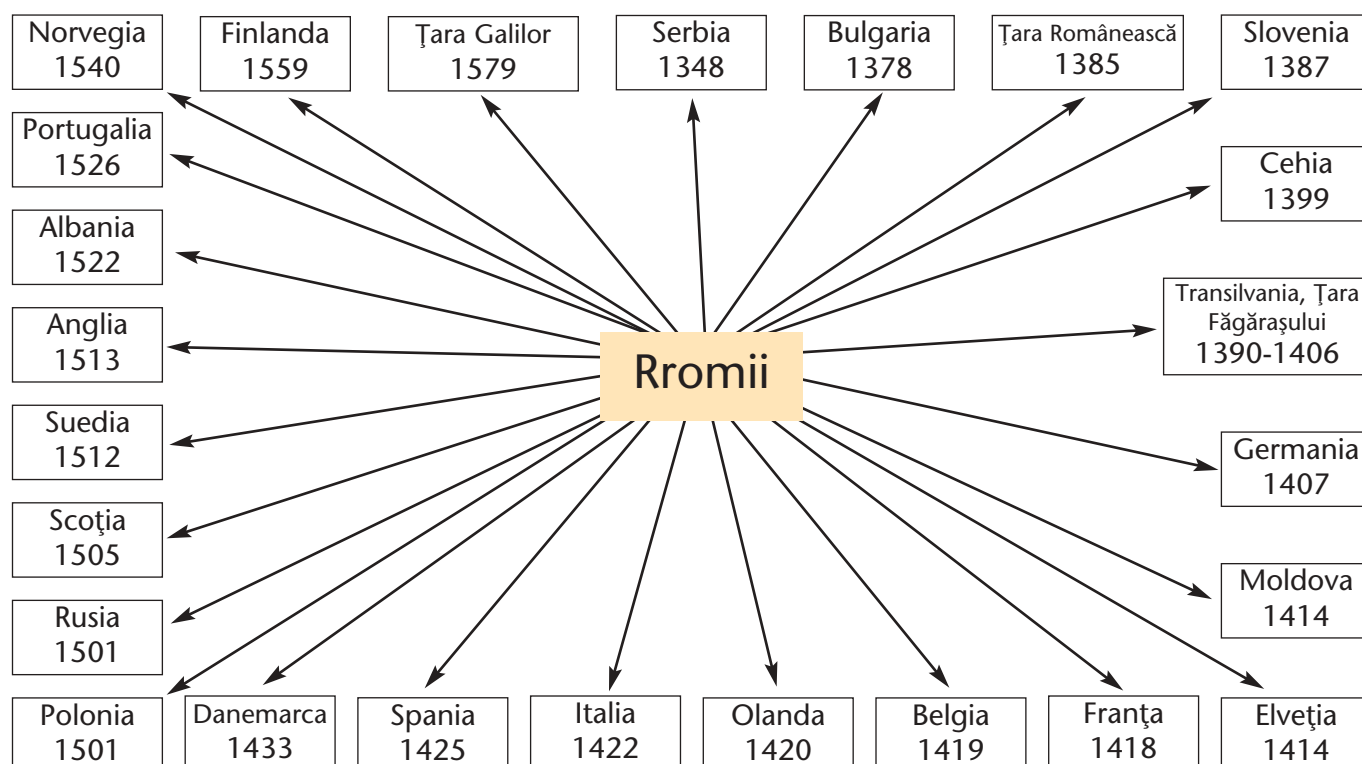 Norvegia
1540
Finlanda
1559
Ţara Galilor
1579
Serbia
1348
Bulgaria
1378
Ţara Românească
1385
Slovenia
1387
Portugalia
1526
Cehia
1399
Albania
1522
Transilvania, Ţara
Făgăraşului
1390-1406
Anglia
1513
Rromii
Suedia
1512
Germania
1407
Scoţia
1505
Moldova
1414
Rusia
1501
Polonia
1501
Danemarca
1433
Spania
1425
Italia
1422
Olanda
1420
Belgia
1419
Franţa
1418
Elveţia
1414